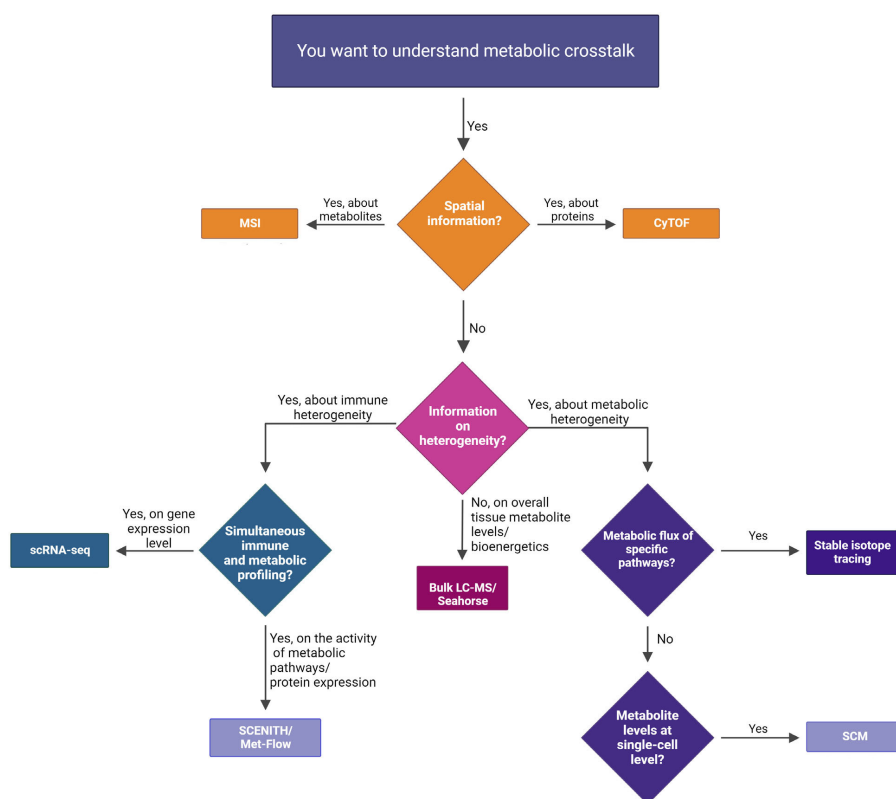 You want to understand metabolic crosstalk
Yes
Spatial
information?
Yes, about
metabolites
MSI
Yes, about
proteins
CyTOF
No
Information
on
heterogeneity?
Yes, about immune
heterogeneity
Yes, about metabolic
heterogeneity
Simultaneous
immune
and metabolic
profiling?
Yes, on gene
expression
level
scRNA-seq
No, on overall
tissue metabolite
levels/
bioenergetics
Bulk LC-MS/
Seahorse
Metabolic flux of
specific
pathways?
Yes
Stable isotope
tracing
Yes, on the activity
of metabolic
pathways/
protein expression
SCENITH/
Met-Flow
No
Metabolite
levels at
single-cell
level?
Yes
SCM